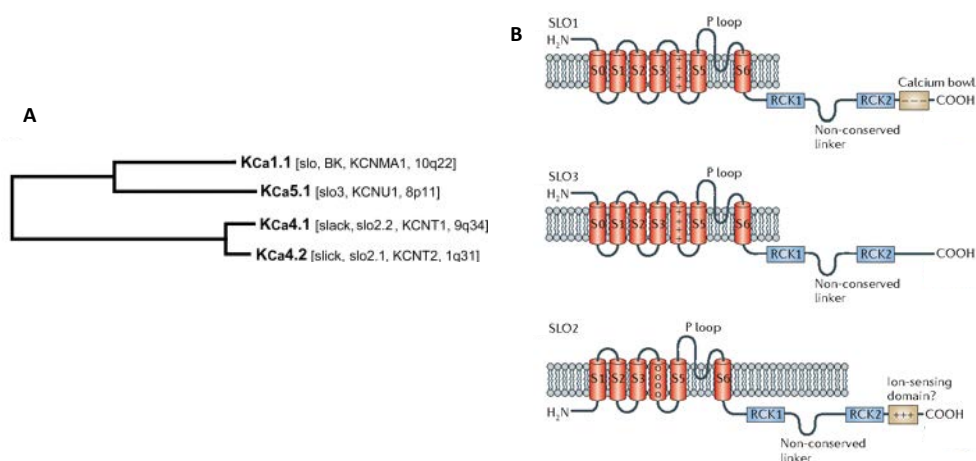 A
KCa1.1 [slo, BK, KCNMA1, 10q22]
KCa5.1 [slo3, KCNU1, 8p11]
KCa4.1 [slack, slo2.2, KCNT1, 9q34]
KCa4.2 [slick, slo2.1, KCNT2, 1q31]
B
SLO1
P loop
H2N
S0 S1 S2 S3 ++++ S5 S6
Calcium bowl
RCK1 RCK2 ––– COOH
Non-conserved
linker
SLO3
P loop
H2N
S0 S1 S2 S3 ++++ S5 S6
RCK1 RCK2 COOH
Non-conserved
linker
SLO2
P loop
S1 S2 S3 OOOO S5 S6
Ion-sensing
domain?
H2N
RCK1 RCK2 +++ COOH
Non-conserved
linker